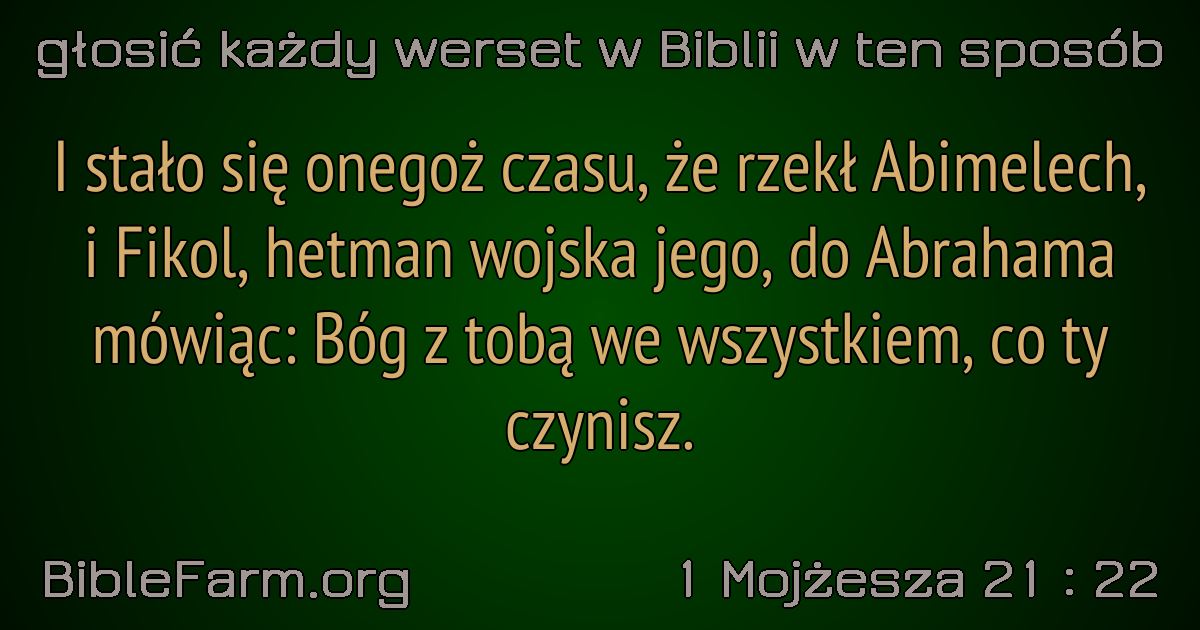 głosić każdy werset w Biblii w ten sposób
I stało się onegoż czasu, że rzekł Abimelech,
i Fikol, hetman wojska jego, do Abrahama
mówiąc: Bóg z tobą we wszystkiem, co ty
czynisz.
BibleFarm.org
1 Mojżesza 21 : 22